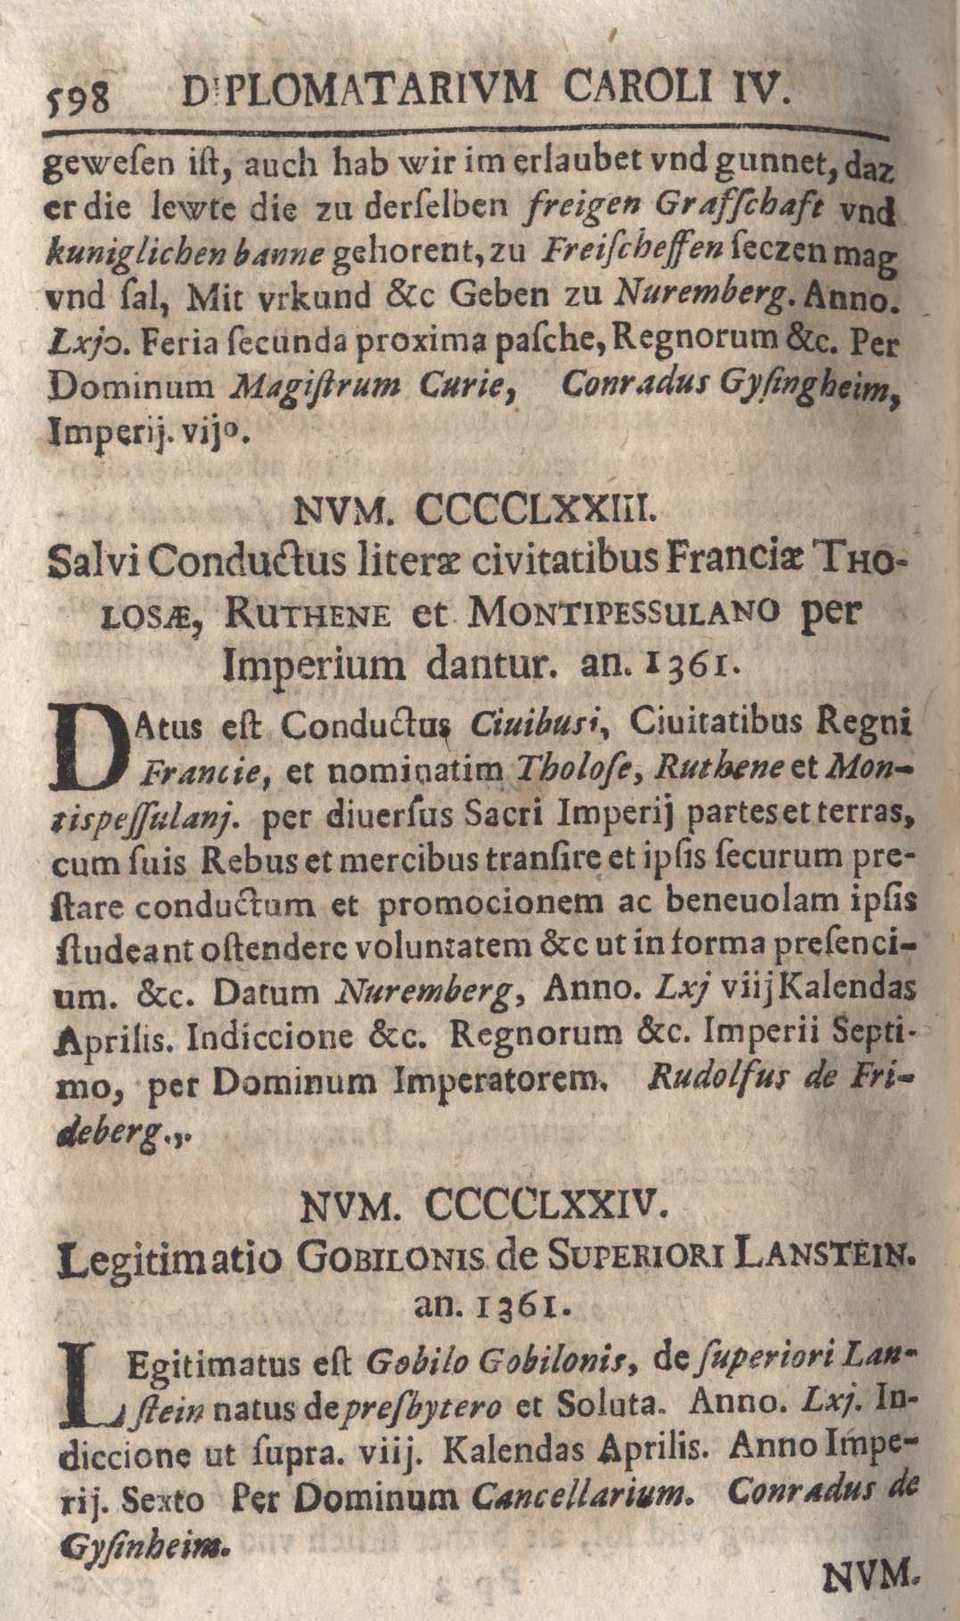 598 DIPLOMATARIVM CAROLI IV.
geweſen iſt, auch hab wir im erlaubet vnd gunnet, daz
er die lewte die zu derſelben freigen Graffſchaft vnd
kuniglichen banne gehorent, zu Freiſcheffen ſeczen mag
vnd ſal, Mit vrkund &c Geben zu Nuremberg. Anno.
Lxjo. Feria ſecunda proxima paſche, Regnorum &c. Per
Dominum Magiſtrum Curie, Conradus Gyſingheim,
Imperij. vijo.
NVM. CCCCLXXIII.
Salvi Conductus literæ civitatibus Franciæ THO-
LOSÆ, RUTHENE et MONTIPESSULANO per
Imperium dantur. an. 1361.
DAtus eſt Conductus Ciuibusi, Ciuitatibus Regni
Francie, et nominatim Tholoſe, Ruthene et Mon-
tispeſſulanj. per diuerſus Sacri Imperij partes et terras,
cum ſuis Rebus et mercibus tranſire et ipſis ſecurum pre-
ſtare conductum et promocionem ac beneuolam ipſis
ſtudeant oſtendere voluntatem &c ut in forma preſenci-
um. &c. Datum Nuremberg, Anno. Lxj viij Kalendas
Aprilis. Indiccione &c. Regnorum &c. Imperii Septi-
mo, per Dominum Imperatorem. Rudolfus de Fri-
deberg.,.
NVM. CCCCLXXIV.
Legitimatio GOBILONIS de SUPERIORI LANSTEIN.
an. 1361.
LEgitimatus eſt Gobilo Gobilonis, de ſuperiori Lan-
ſtein natus de preſbytero et Soluta. Anno. Lxj. In-
diccione ut ſupra. viij. Kalendas Aprilis. Anno Impe-
rij. Sexto Per Dominum Cancellarium. Conradus de
Gyſinheim.
NVM.